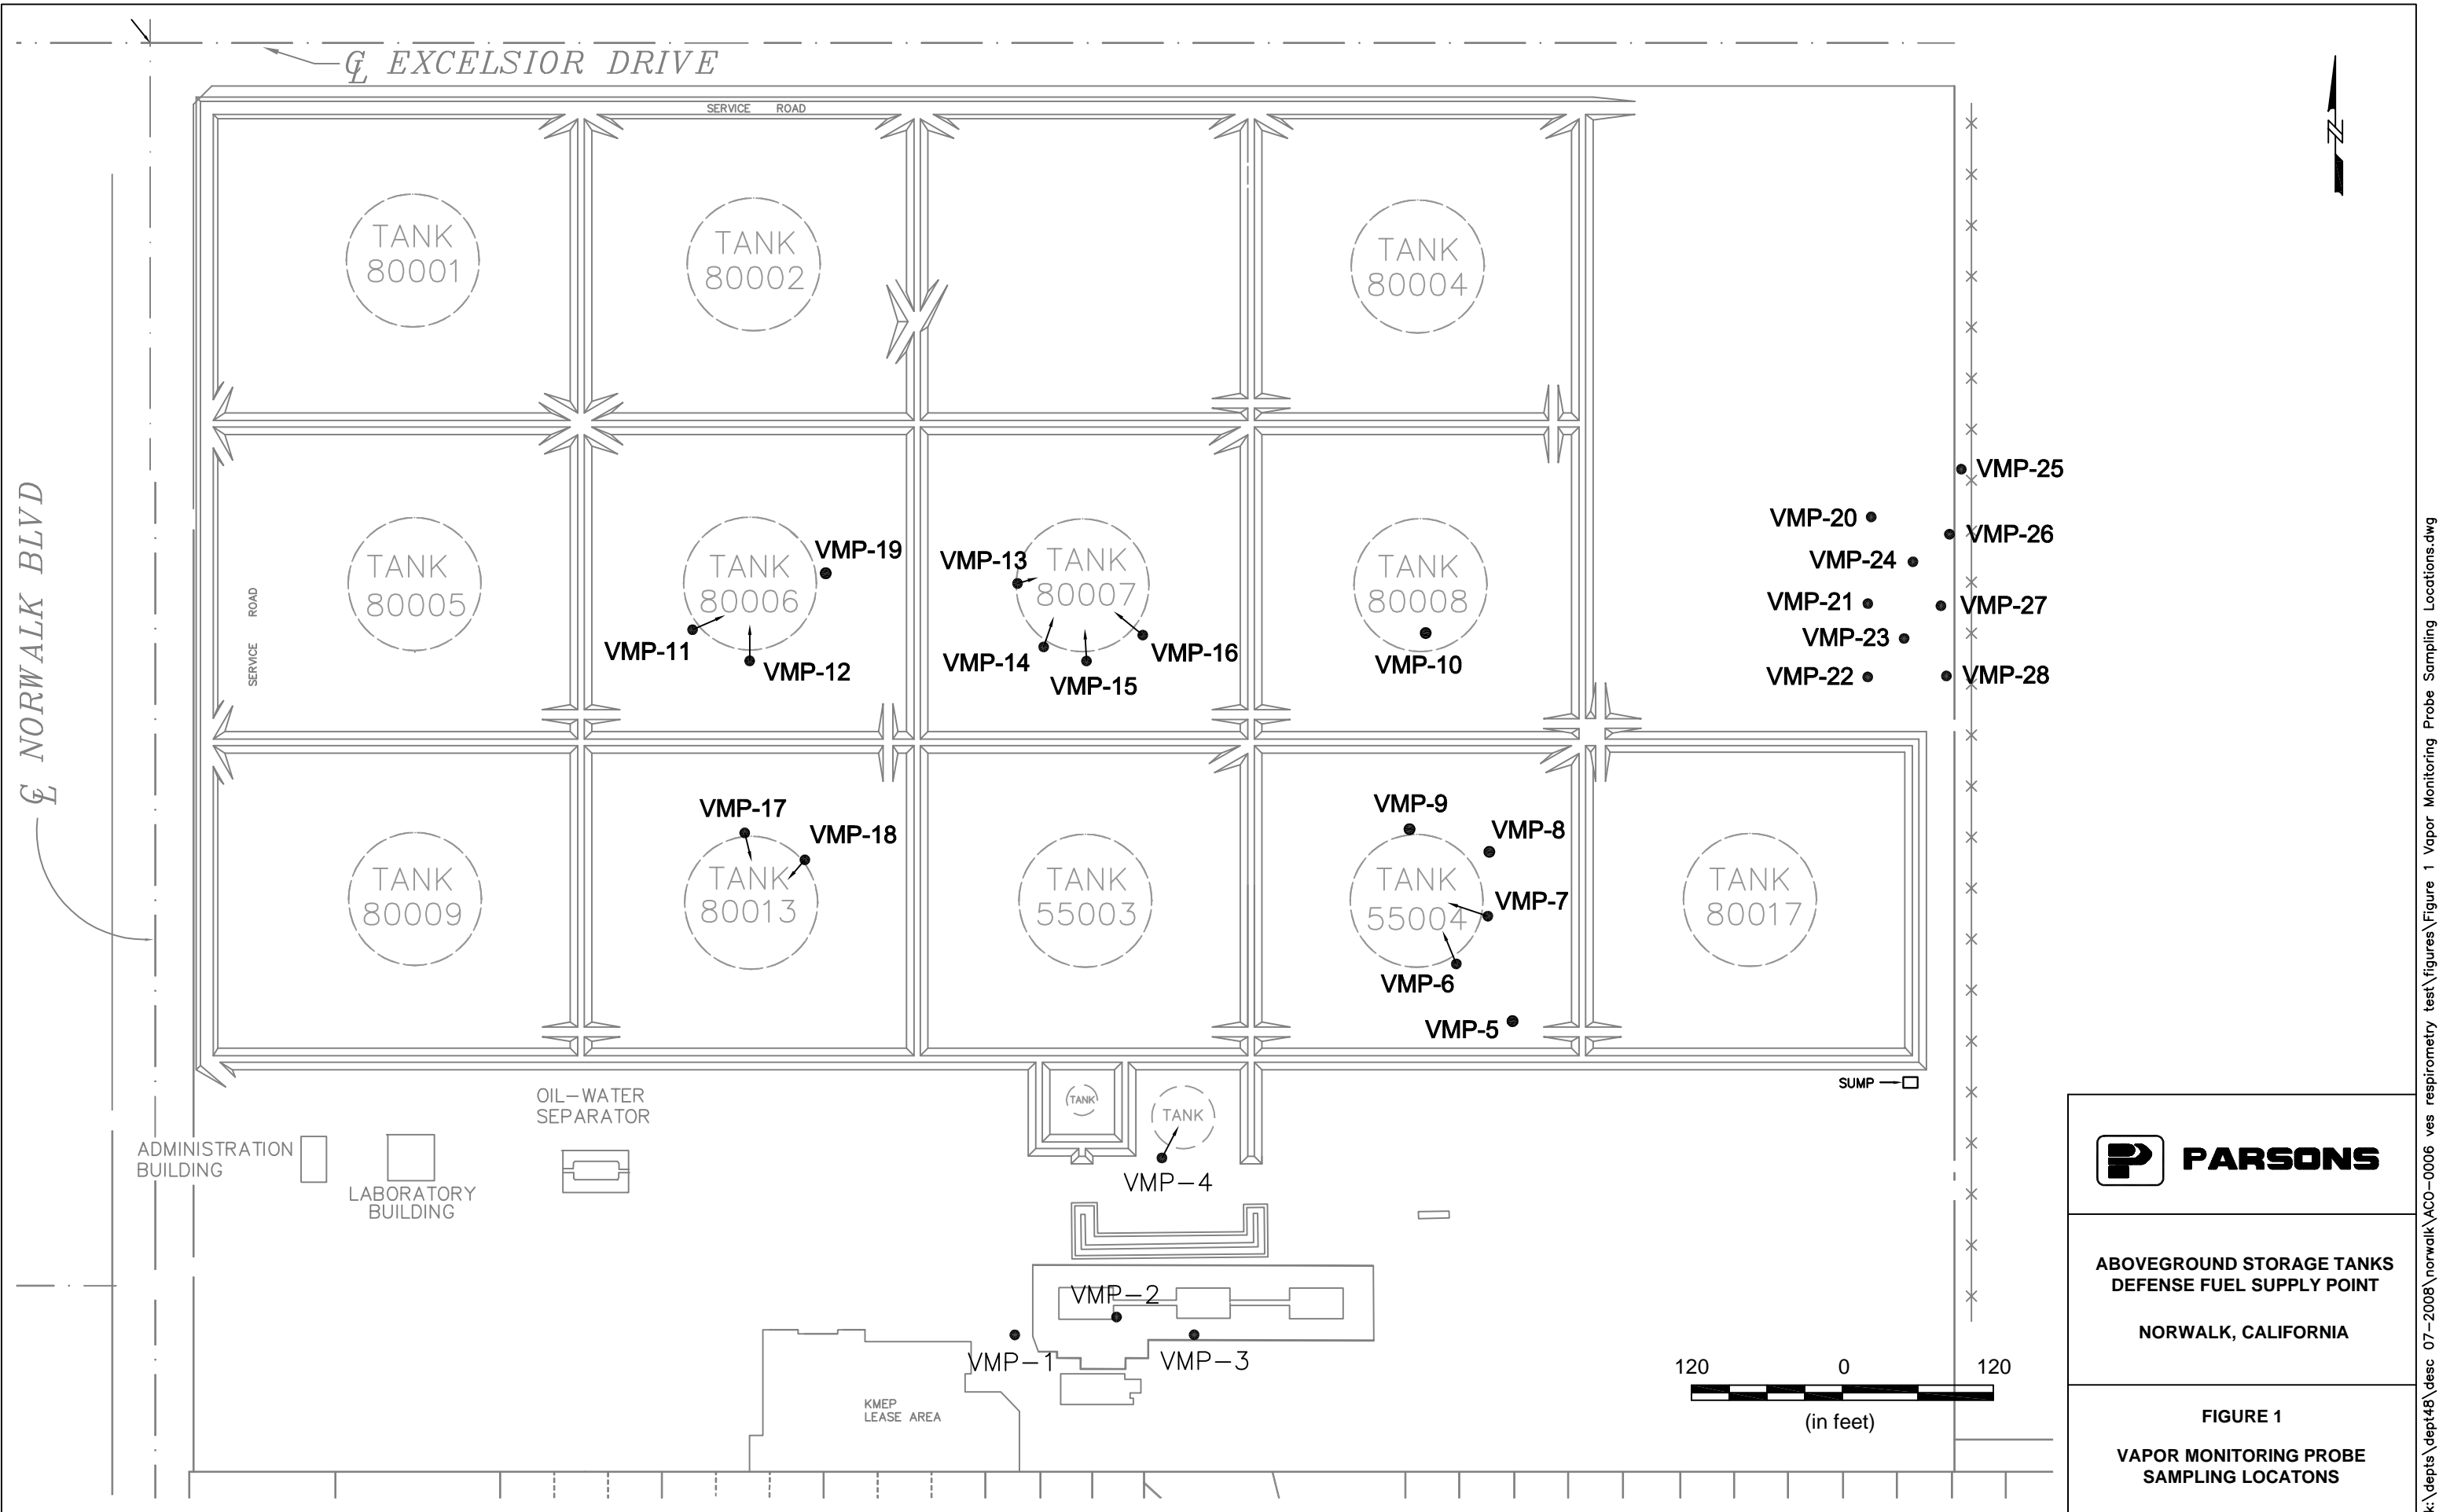 ℄ EXCELSIOR DRIVE
SERVICE ROAD
N
TANK
80001
TANK
80002
TANK
80004
℄ NORWALK BLVD
SERVICE ROAD
TANK
80005
TANK
80006
VMP-19
VMP-11
VMP-12
VMP-13
TANK
80007
VMP-14
VMP-15
VMP-16
TANK
80008
VMP-10
VMP-25
VMP-20
VMP-26
VMP-24
VMP-21
VMP-27
VMP-23
VMP-22
VMP-28
TANK
80009
VMP-17
VMP-18
TANK
80013
TANK
55003
VMP-9
VMP-8
TANK
55004
VMP-7
VMP-6
VMP-5
TANK
80017
SUMP
OIL-WATER
SEPARATOR
ADMINISTRATION
BUILDING
LABORATORY
BUILDING
TANK
TANK
VMP-4
VMP-2
VMP-1
VMP-3
KMEP
LEASE AREA
120 0 120
(in feet)
P PARSONS
ABOVEGROUND STORAGE TANKS
DEFENSE FUEL SUPPLY POINT
NORWALK, CALIFORNIA
FIGURE 1
VAPOR MONITORING PROBE
SAMPLING LOCATONS
k:\depts\dept48\desc 07-2008\norwalk\ACO-0006 ves respirometry test\figures\Figure 1 Vapor Monitoring Probe Sampling Locations.dwg